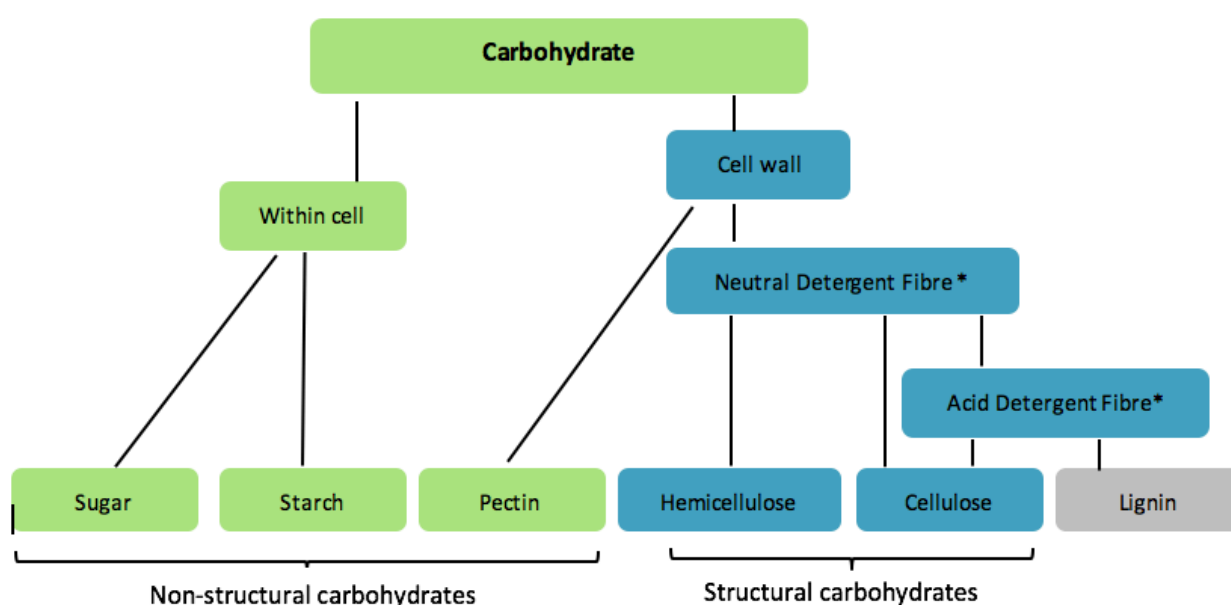 Carbohydrate
Cell wall
Within cell
Neutral Detergent Fibre*
Acid Detergent Fibre*
Sugar
Starch
Pectin
Hemicellulose
Cellulose
Lignin
Non-structural carbohydrates
Structural carbohydrates